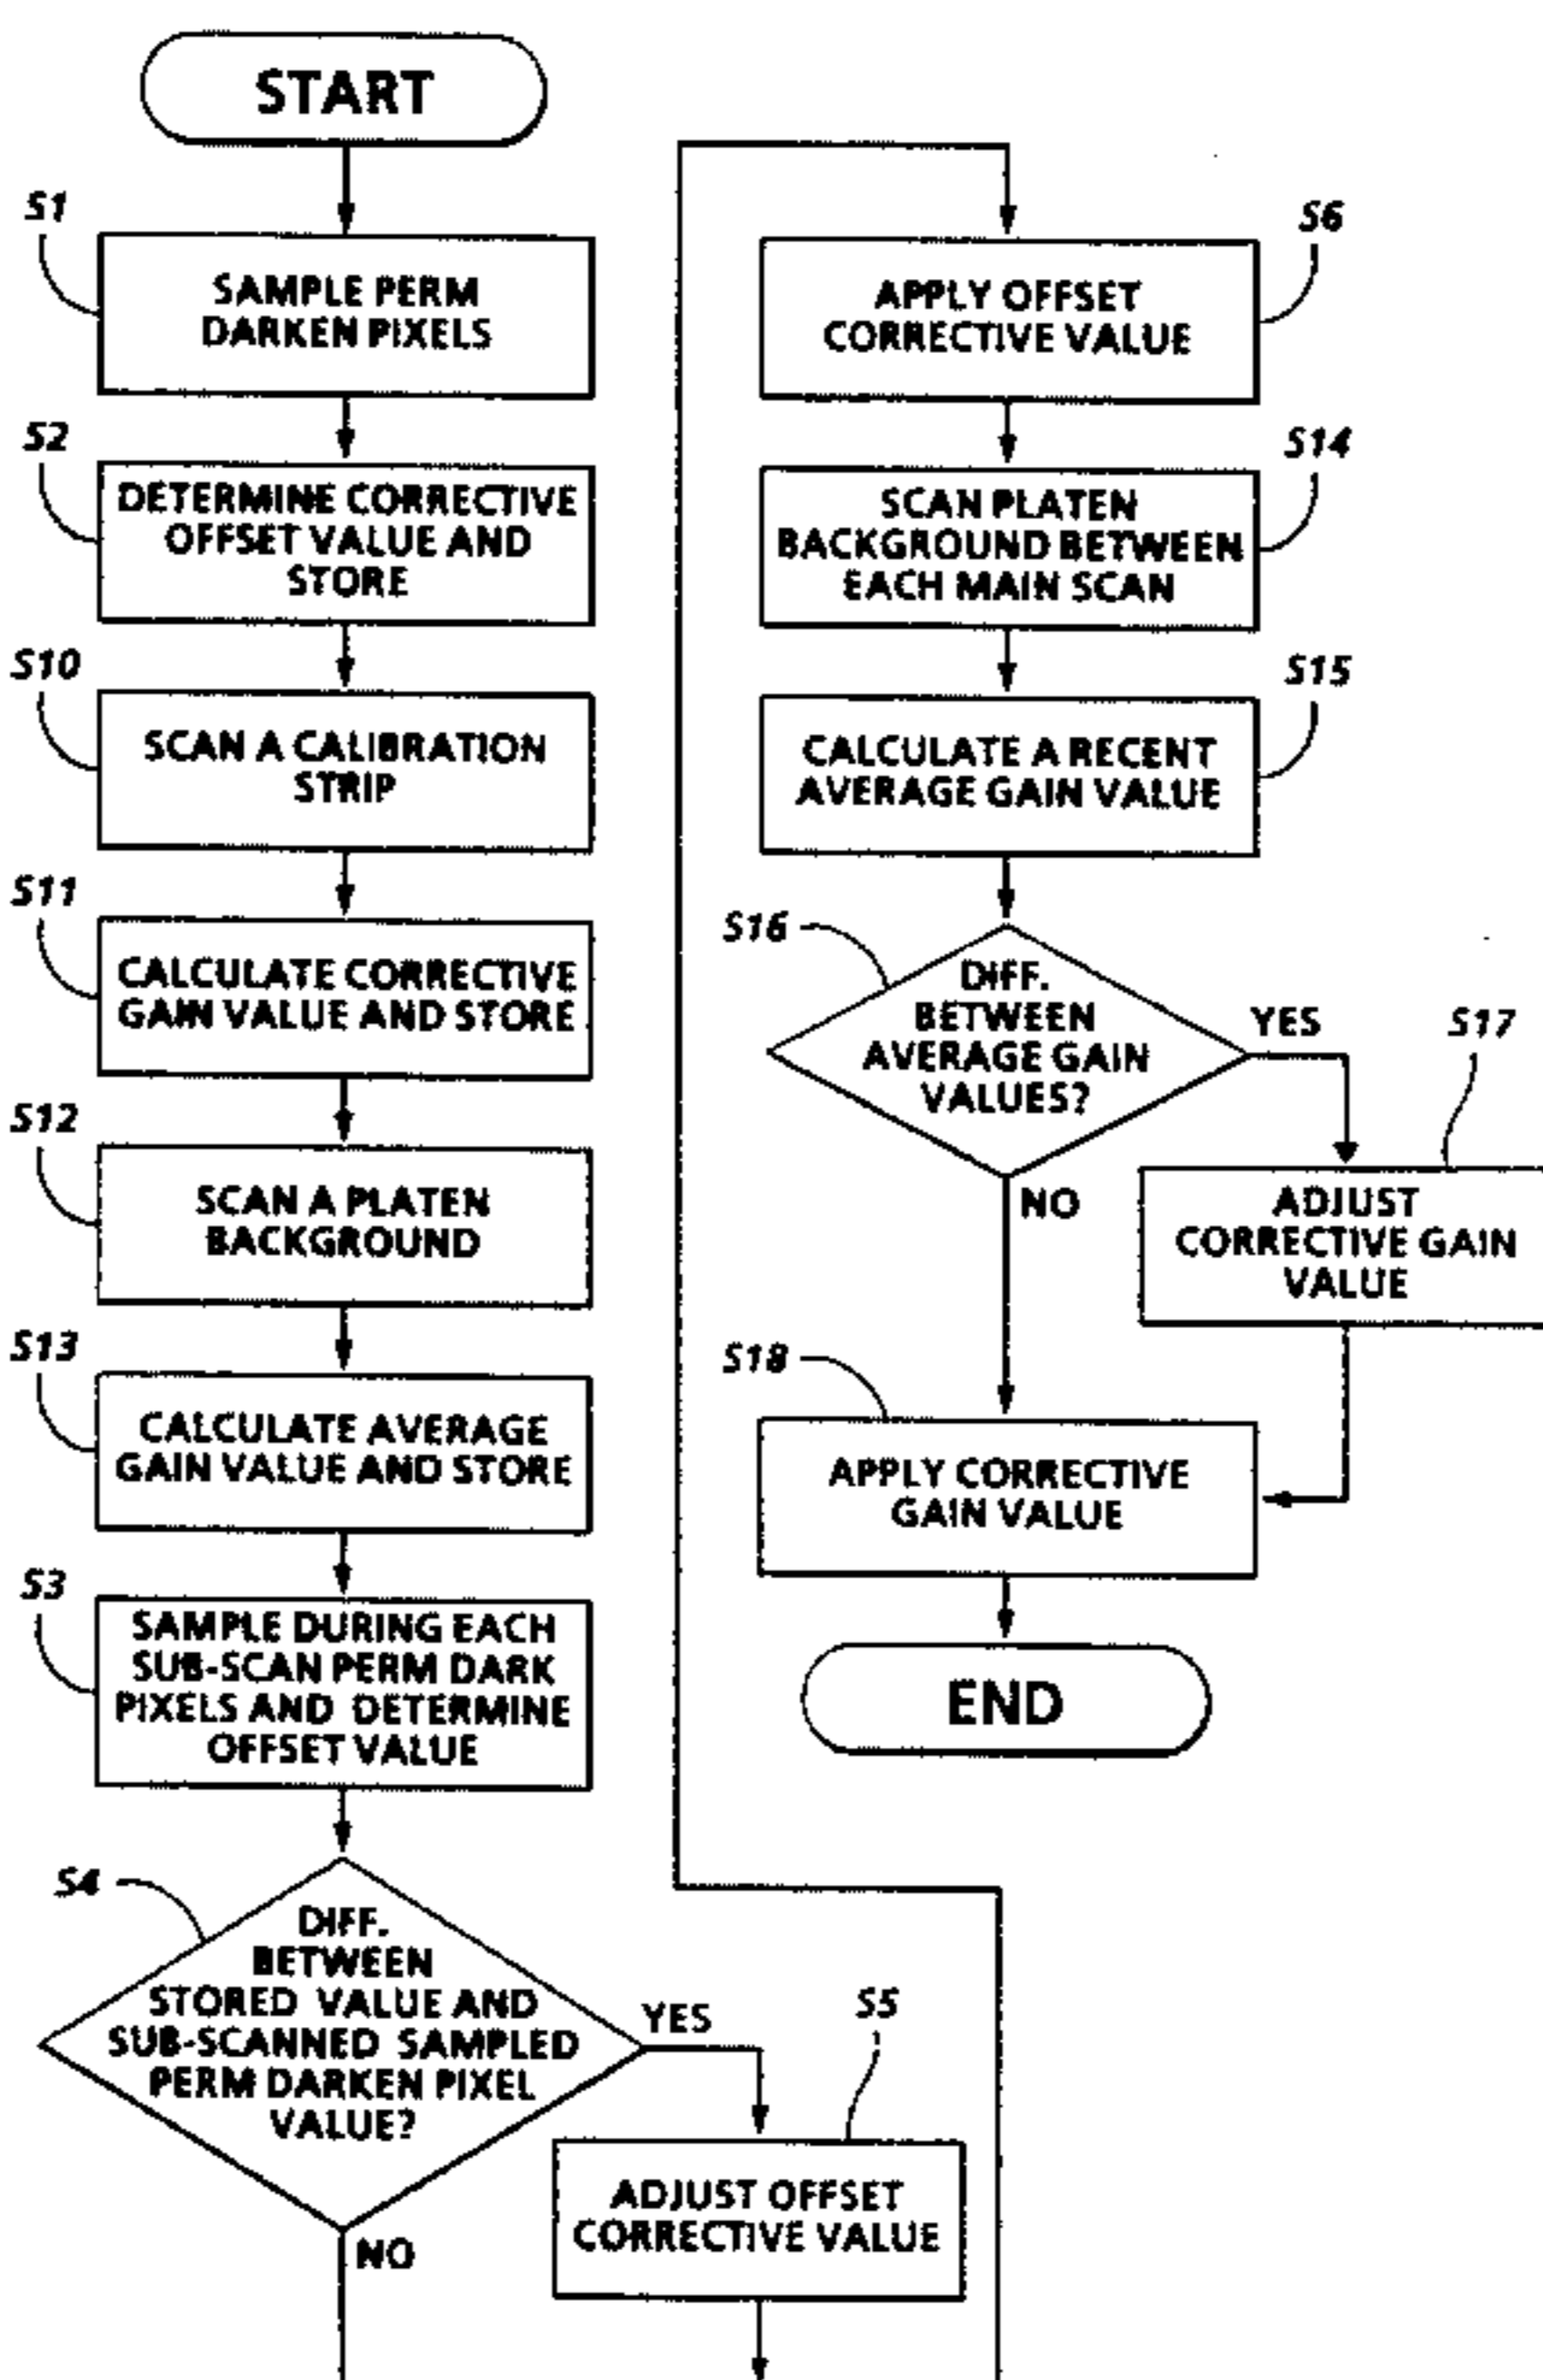 START
S1
SAMPLE PERM
DARKEN PIXELS
S2
DETERMINE CORRECTIVE
OFFSET VALUE AND
STORE
S10
SCAN A CALIBRATION
STRIP
S11
CALCULATE CORRECTIVE
GAIN VALUE AND STORE
S12
SCAN A PLATEN
BACKGROUND
S13
CALCULATE AVERAGE
GAIN VALUE AND STORE
S3
SAMPLE DURING EACH
SUB-SCAN PERM DARK
PIXELS AND DETERMINE
OFFSET VALUE
S4
DIFF.
BETWEEN
STORED VALUE AND
SUB-SCANNED SAMPLED
PERM DARKEN PIXEL
VALUE?
YES
NO
S5
ADJUST OFFSET
CORRECTIVE VALUE
S6
APPLY OFFSET
CORRECTIVE VALUE
S14
SCAN PLATEN
BACKGROUND BETWEEN
EACH MAIN SCAN
S15
CALCULATE A RECENT
AVERAGE GAIN VALUE
S16
DIFF.
BETWEEN
AVERAGE GAIN
VALUES?
YES
NO
S17
ADJUST
CORRECTIVE GAIN
VALUE
S18
APPLY CORRECTIVE
GAIN VALUE
END